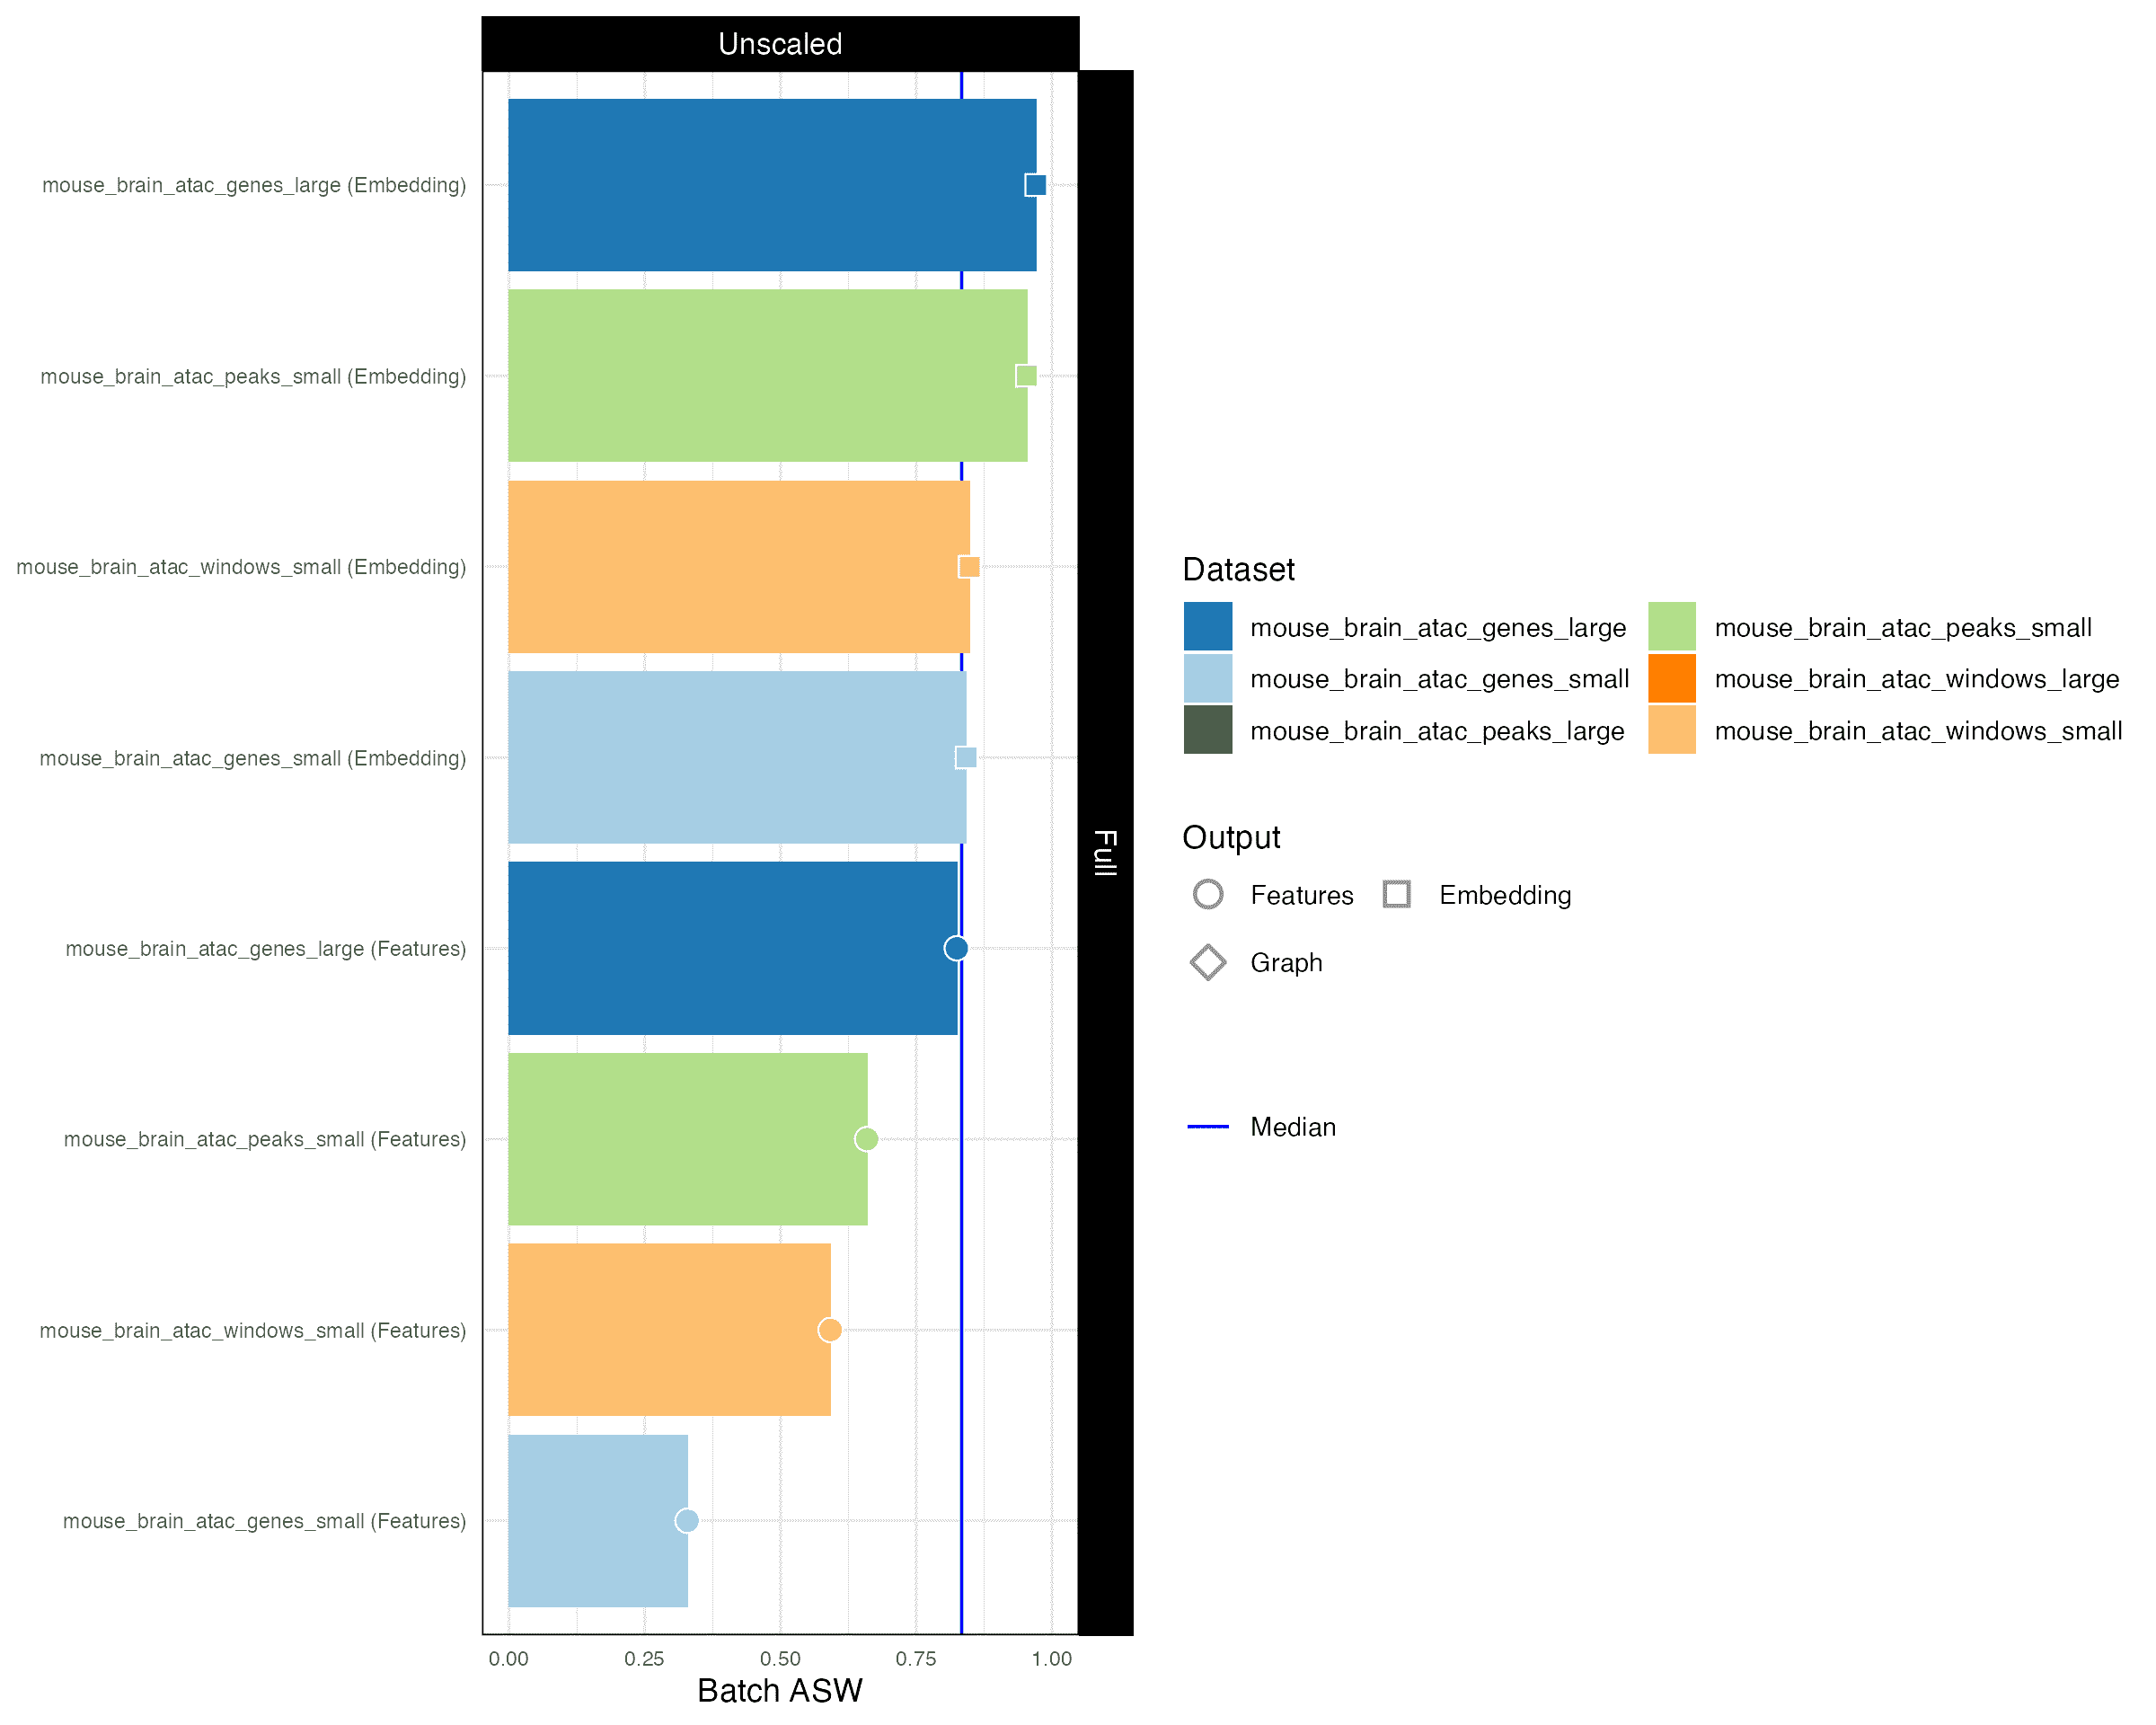 Unscaled
mouse_brain_atac_genes_large (Embedding)
mouse_brain_atac_peaks_small (Embedding)
mouse_brain_atac_windows_small (Embedding)
mouse_brain_atac_genes_small (Embedding)
mouse_brain_atac_genes_large (Features)
mouse_brain_atac_peaks_small (Features)
mouse_brain_atac_windows_small (Features)
mouse_brain_atac_genes_small (Features)
0.00 0.25 0.50 0.75 1.00
Batch ASW
Full
Dataset
mouse_brain_atac_genes_large mouse_brain_atac_peaks_small
mouse_brain_atac_genes_small mouse_brain_atac_windows_large
mouse_brain_atac_peaks_large mouse_brain_atac_windows_small
Output
Features Embedding
Graph
Median